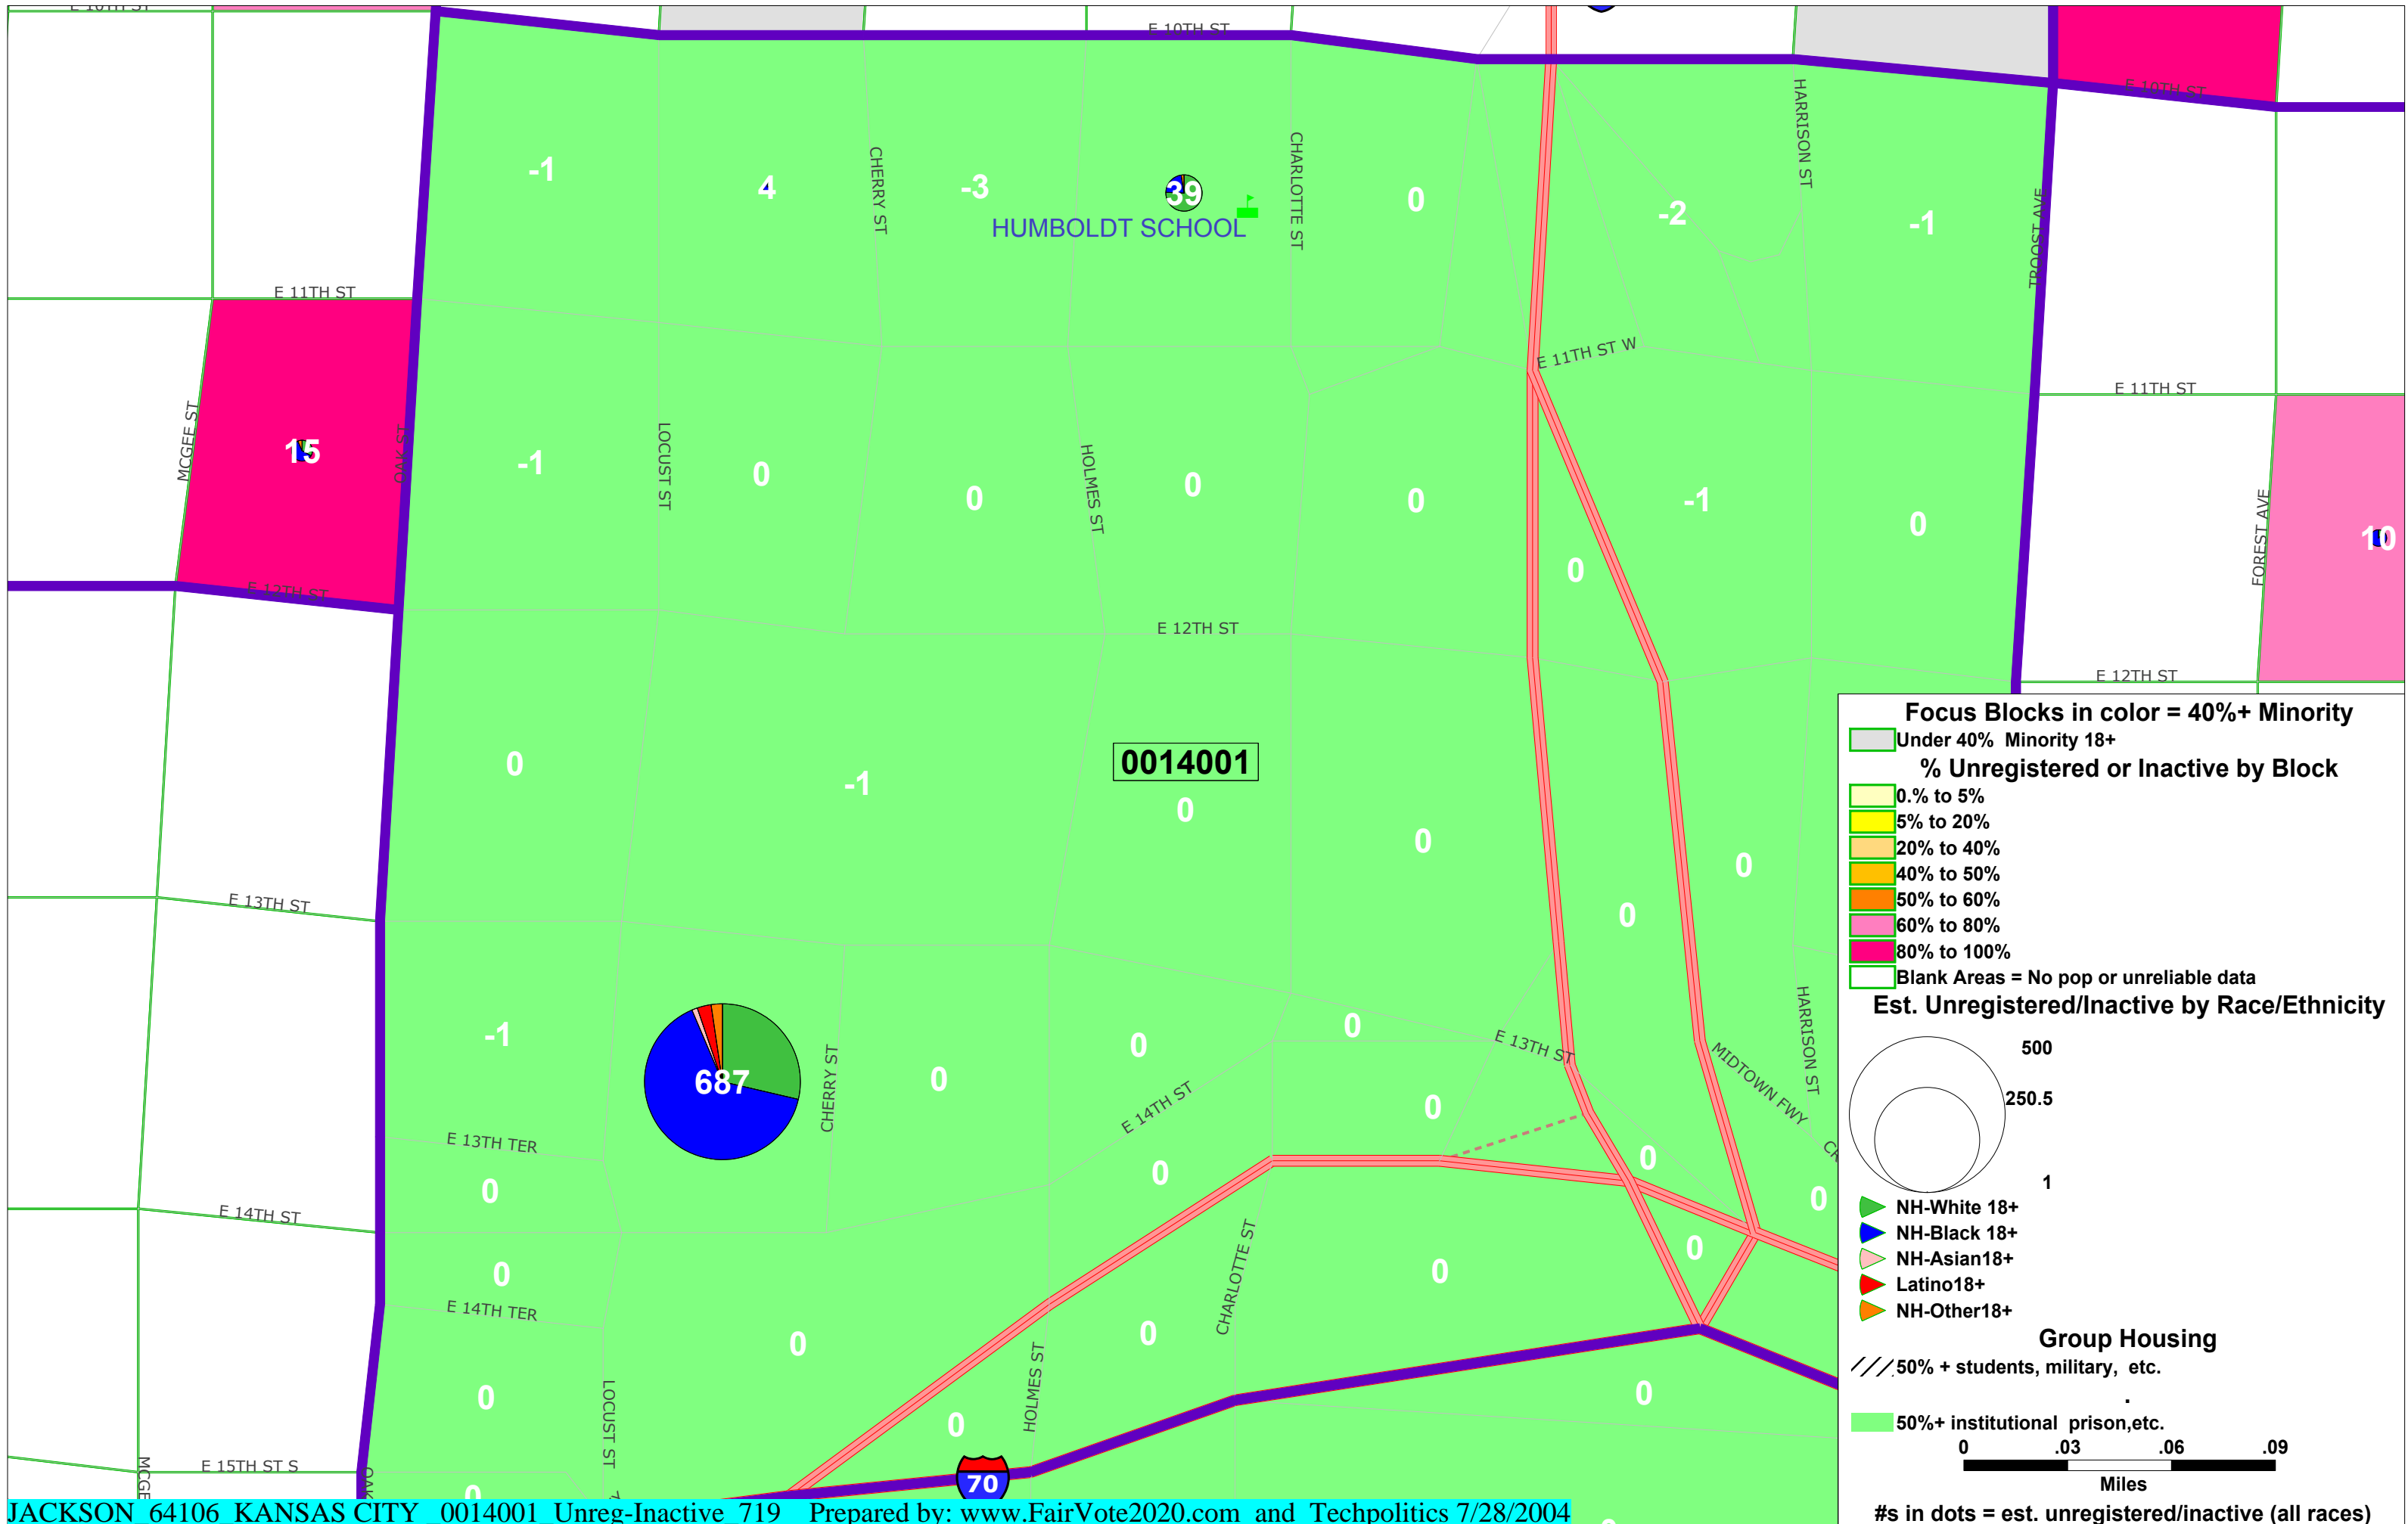 E 10TH ST
E 10TH ST
E 10TH ST
HARRISON ST
CHERRY ST
CHARLOTTE ST
TROOST AVE
-1
4
-3
39
0
-2
-1
HUMBOLDT SCHOOL
E 11TH ST
E 11TH ST W
E 11TH ST
MCGEE ST
OAK ST
LOCUST ST
HOLMES ST
FOREST AVE
15
-1
0
0
0
0
-1
0
0
10
E 12TH ST
E 12TH ST
E 12TH ST
0014001
0
-1
0
0
0
0
E 13TH ST
-1
687
CHERRY ST
0
0
0
0
E 13TH ST
MIDTOWN FWY
HARRISON ST
E 14TH ST
E 13TH TER
0
0
0
0
E 14TH ST
CHARLOTTE ST
0
0
0
E 14TH TER
0
0
0
LOCUST ST
HOLMES ST
0
0
E 15TH ST S
70
Focus Blocks in color = 40%+ Minority
Under 40% Minority 18+
% Unregistered or Inactive by Block
0.% to 5%
5% to 20%
20% to 40%
40% to 50%
50% to 60%
60% to 80%
80% to 100%
Blank Areas = No pop or unreliable data
Est. Unregistered/Inactive by Race/Ethnicity
500
250.5
1
NH-White 18+
NH-Black 18+
NH-Asian18+
Latino18+
NH-Other18+
Group Housing
50% + students, military, etc.
.
50%+ institutional prison,etc.
0 .03 .06 .09
Miles
#s in dots = est. unregistered/inactive (all races)
JACKSON 64106 KANSAS CITY 0014001 Unreg-Inactive 719 Prepared by: www.FairVote2020.com and Techpolitics 7/28/2004